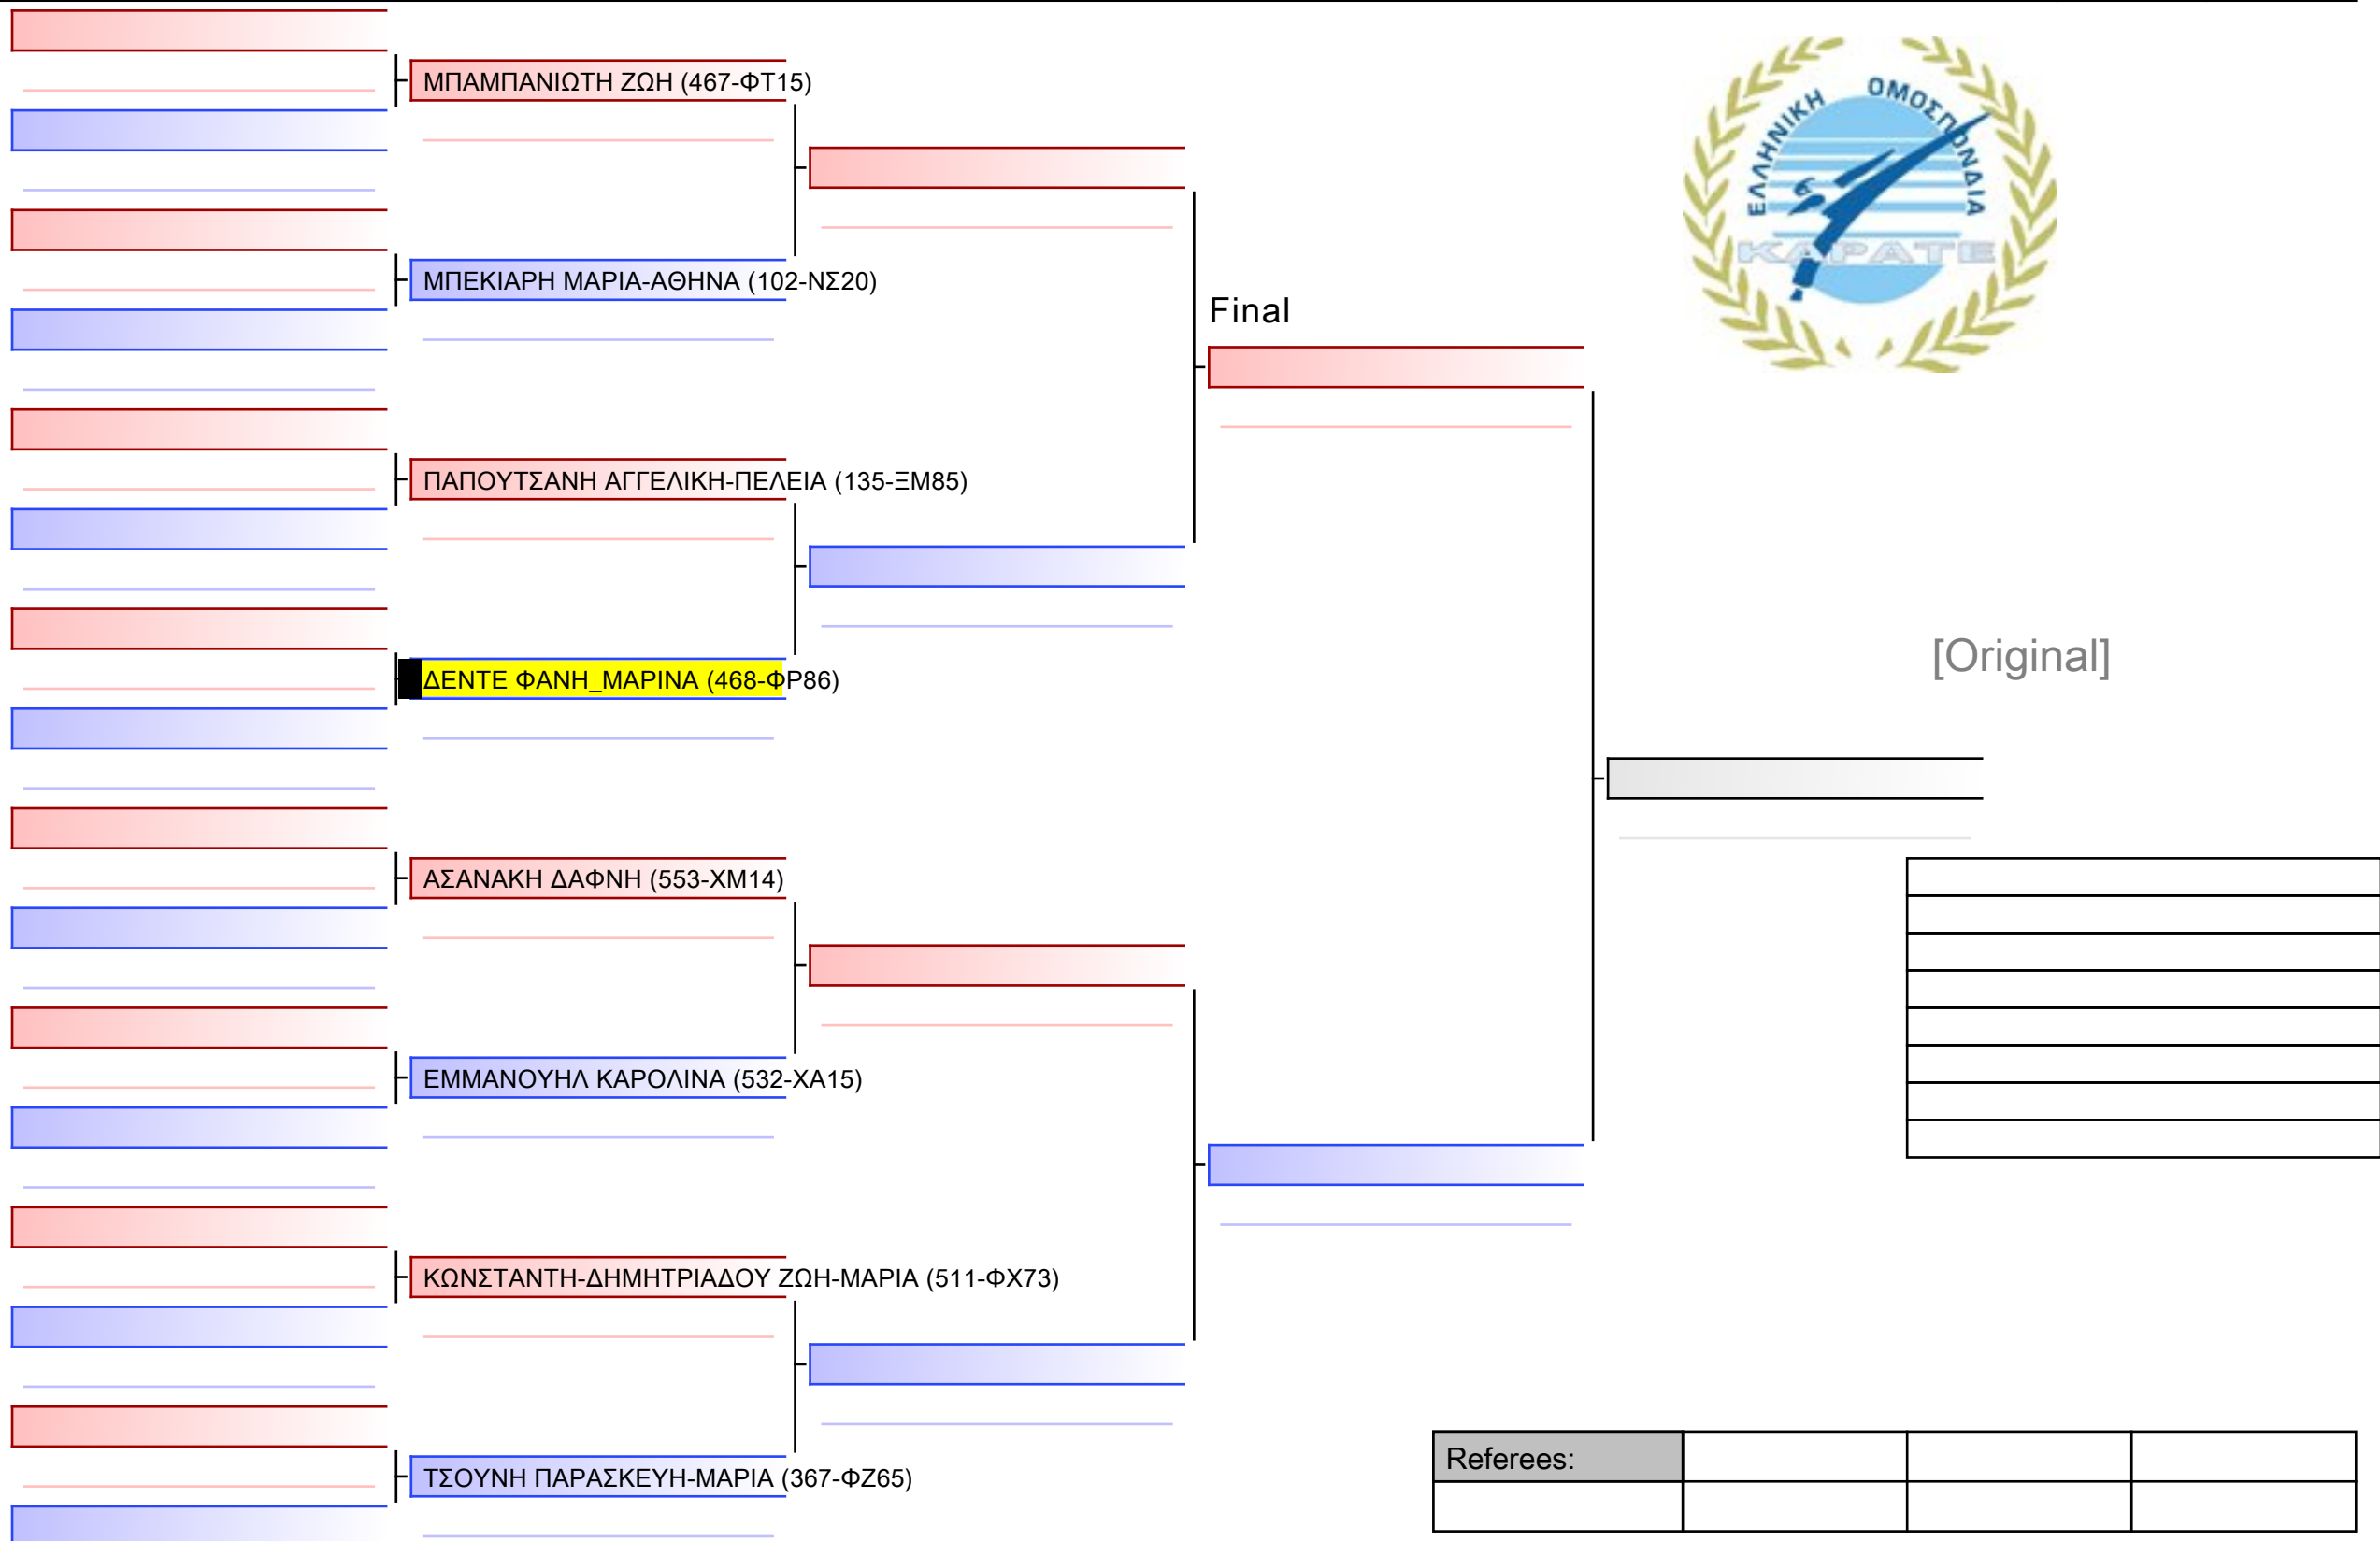 ΜΠΑΜΠΑΝΙΩΤΗ ΖΩΗ (467-ΦΤ15)
ΕΛΛΗΝΙΚΗ ΟΜΟΣΠΟΝΔΙΑ
ΚΑΡΑΤΕ
ΜΠΕΚΙΑΡΗ ΜΑΡΙΑ-ΑΘΗΝΑ (102-ΝΣ20)
Final
ΠΑΠΟΥΤΣΑΝΗ ΑΓΓΕΛΙΚΗ-ΠΕΛΕΙΑ (135-ΞΜ85)
[Original]
ΔΕΝΤΕ ΦΑΝΗ_ΜΑΡΙΝΑ (468-ΦΡ86)
ΑΣΑΝΑΚΗ ΔΑΦΝΗ (553-ΧΜ14)
ΕΜΜΑΝΟΥΗΛ ΚΑΡΟΛΙΝΑ (532-ΧΑ15)
ΚΩΝΣΤΑΝΤΗ-ΔΗΜΗΤΡΙΑΔΟΥ ΖΩΗ-ΜΑΡΙΑ (511-ΦΧ73)
ΤΣΟΥΝΗ ΠΑΡΑΣΚΕΥΗ-ΜΑΡΙΑ (367-ΦΖ65)
Referees: